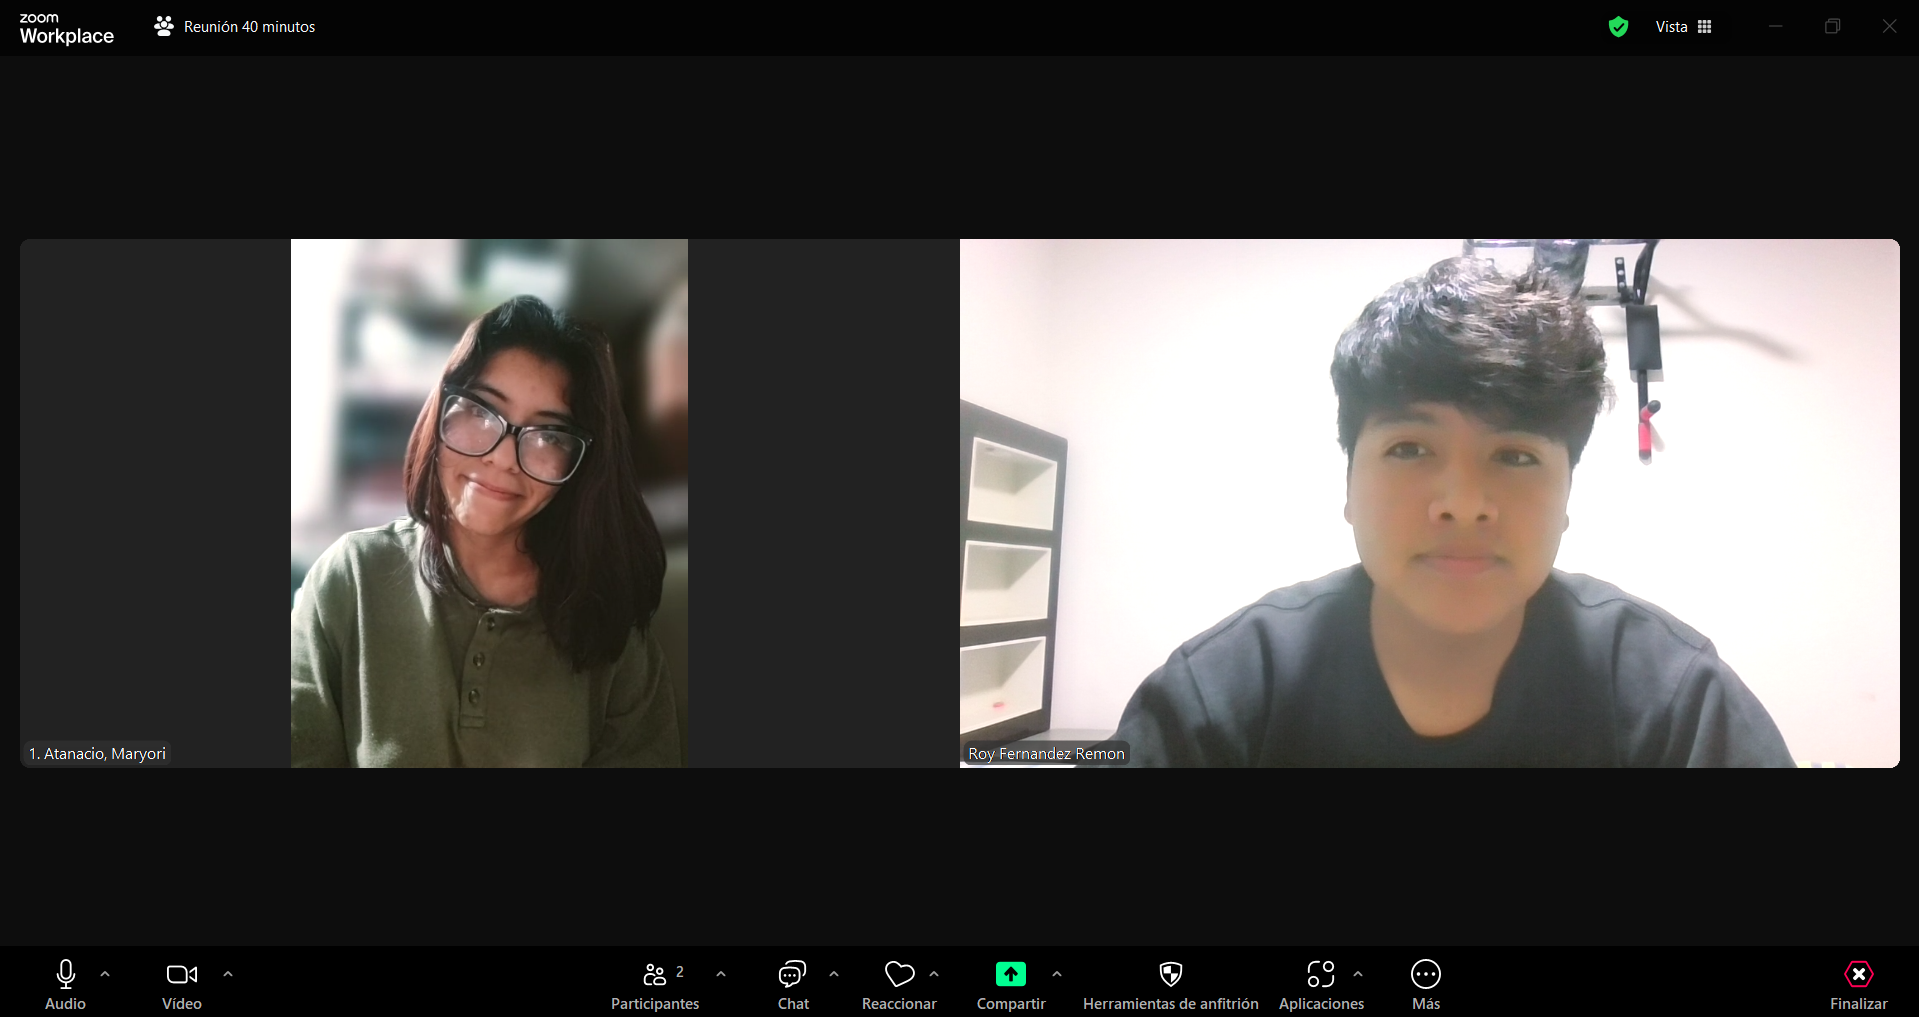 zoom
Workplace
Reunión 40 minutos
Vista
1. Atanacio, Maryori
Roy Fernandez Remon
2
Audio
Vídeo
Participantes
Chat
Reaccionar
Compartir
Herramientas de anfitrión
Aplicaciones
Más
Finalizar